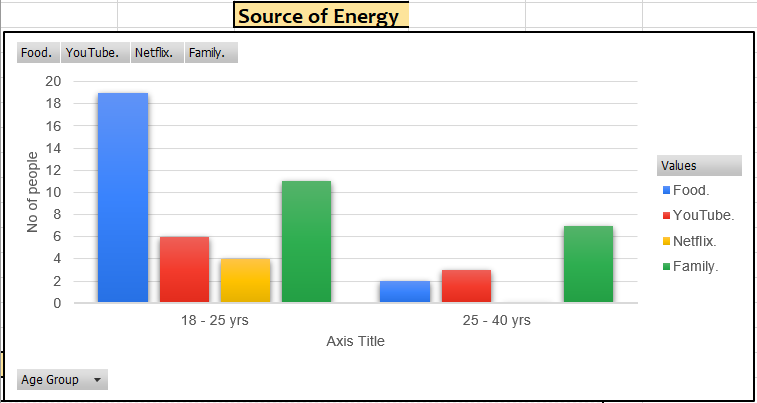 Source of Energy
Food. YouTube. Netflix. Family.
20
18
16
14
12
10
8
6
4
2
0
No of people
18 - 25 yrs 25 - 40 yrs
Axis Title
Values
Food.
YouTube.
Netflix.
Family.
Age Group